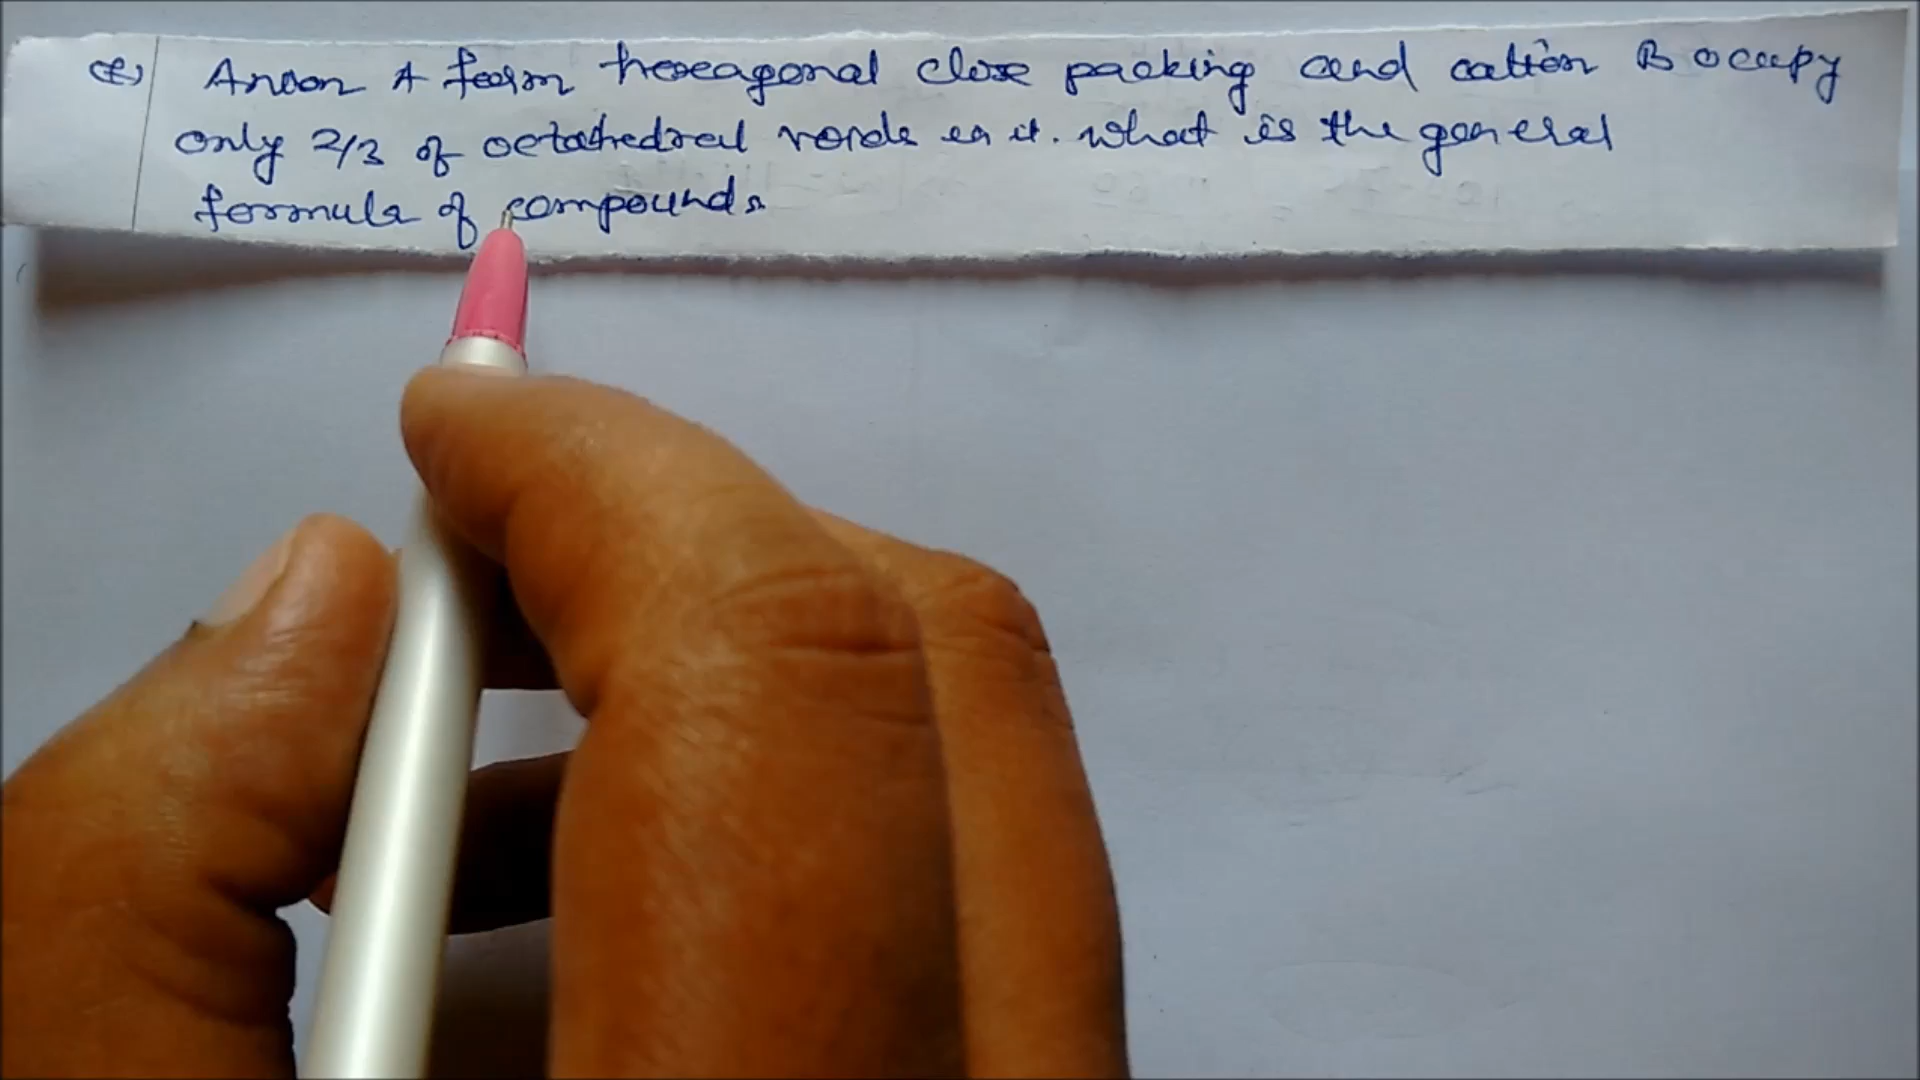 Q) Anion A form hexagonal close packing and cation B occupy
only 2/3 of octahedral voids in it. what is the general
formula of compounds